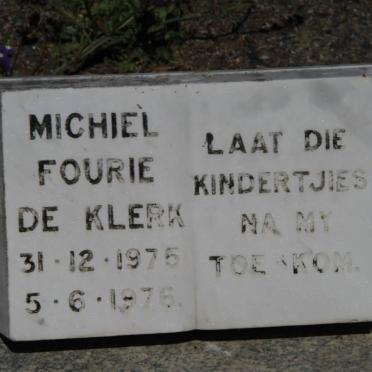 MICHIEL
FOURIE
DE KLERK
31·12·1975
5·6·1976.
LAAT DIE
KINDERTJIES
NA MY
TOE KOM.